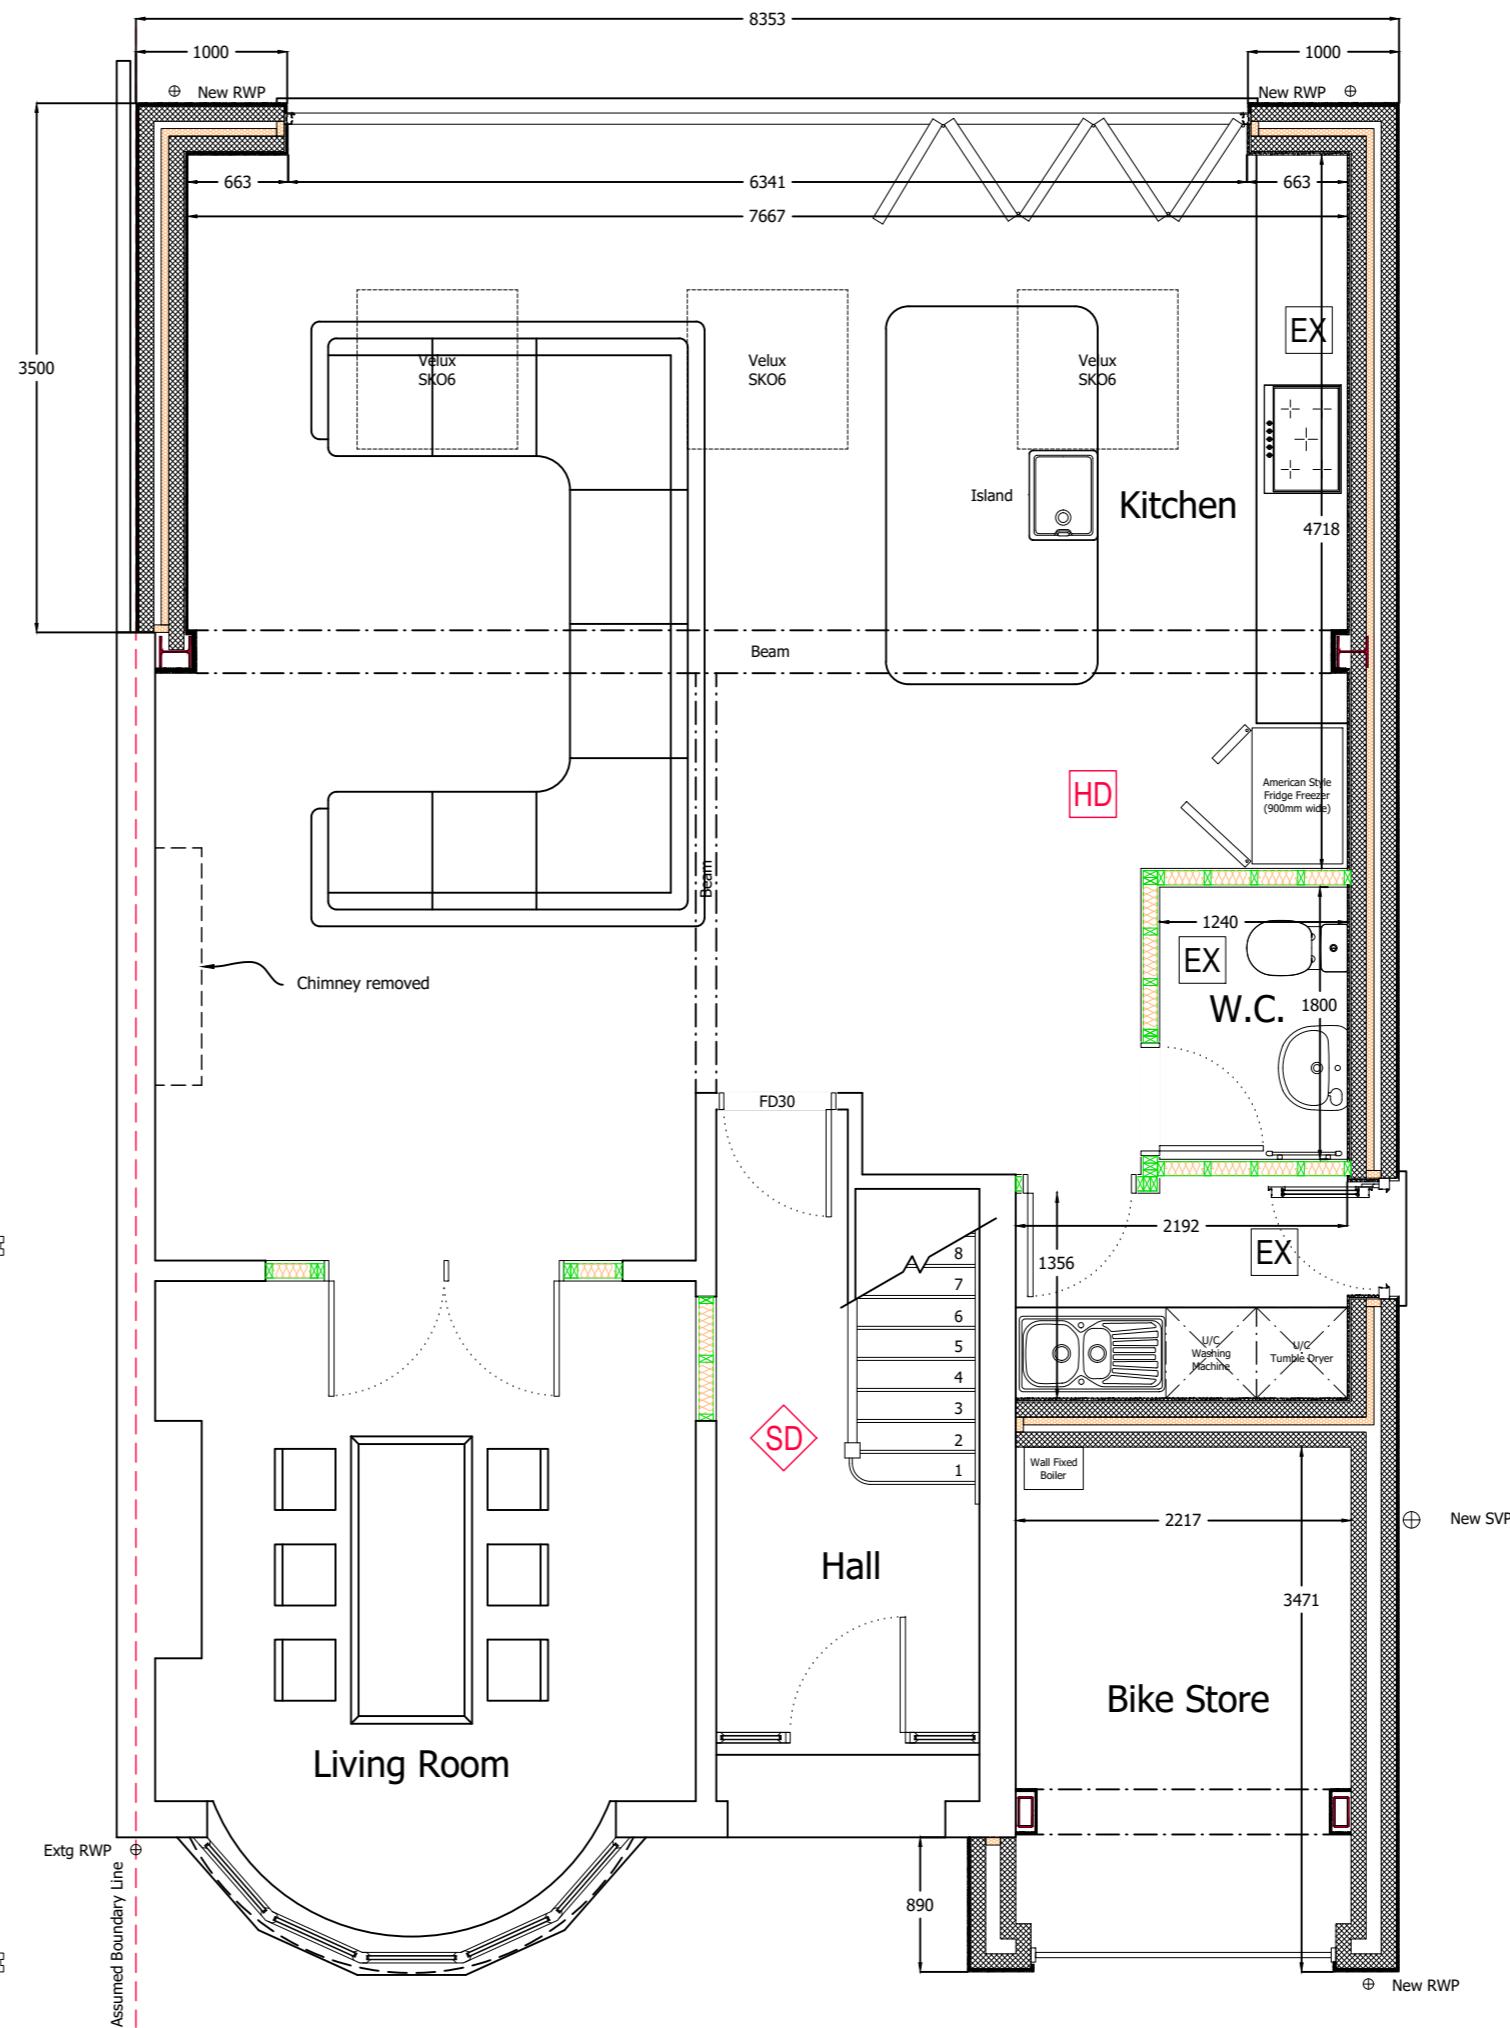 8353
1000
1000
New RWP
New RWP
663
6341
663
7667
3500
Velux
SKO6
Velux
SKO6
Velux
SKO6
EX
Island
Kitchen
4718
Beam
HD
American Style
Fridge Freezer
(900mm wide)
Beam
1240
EX
Chimney removed
W.C.
1800
FD30
2192
EX
1356
8
7
6
5
4
3
2
1
U/C
Washing
Machine
U/C
Tumble Dryer
SD
Wall Fixed
Boiler
2217
New SVP
Hall
3471
Bike Store
Living Room
Extg RWP
890
Assumed Boundary Line
New RWP